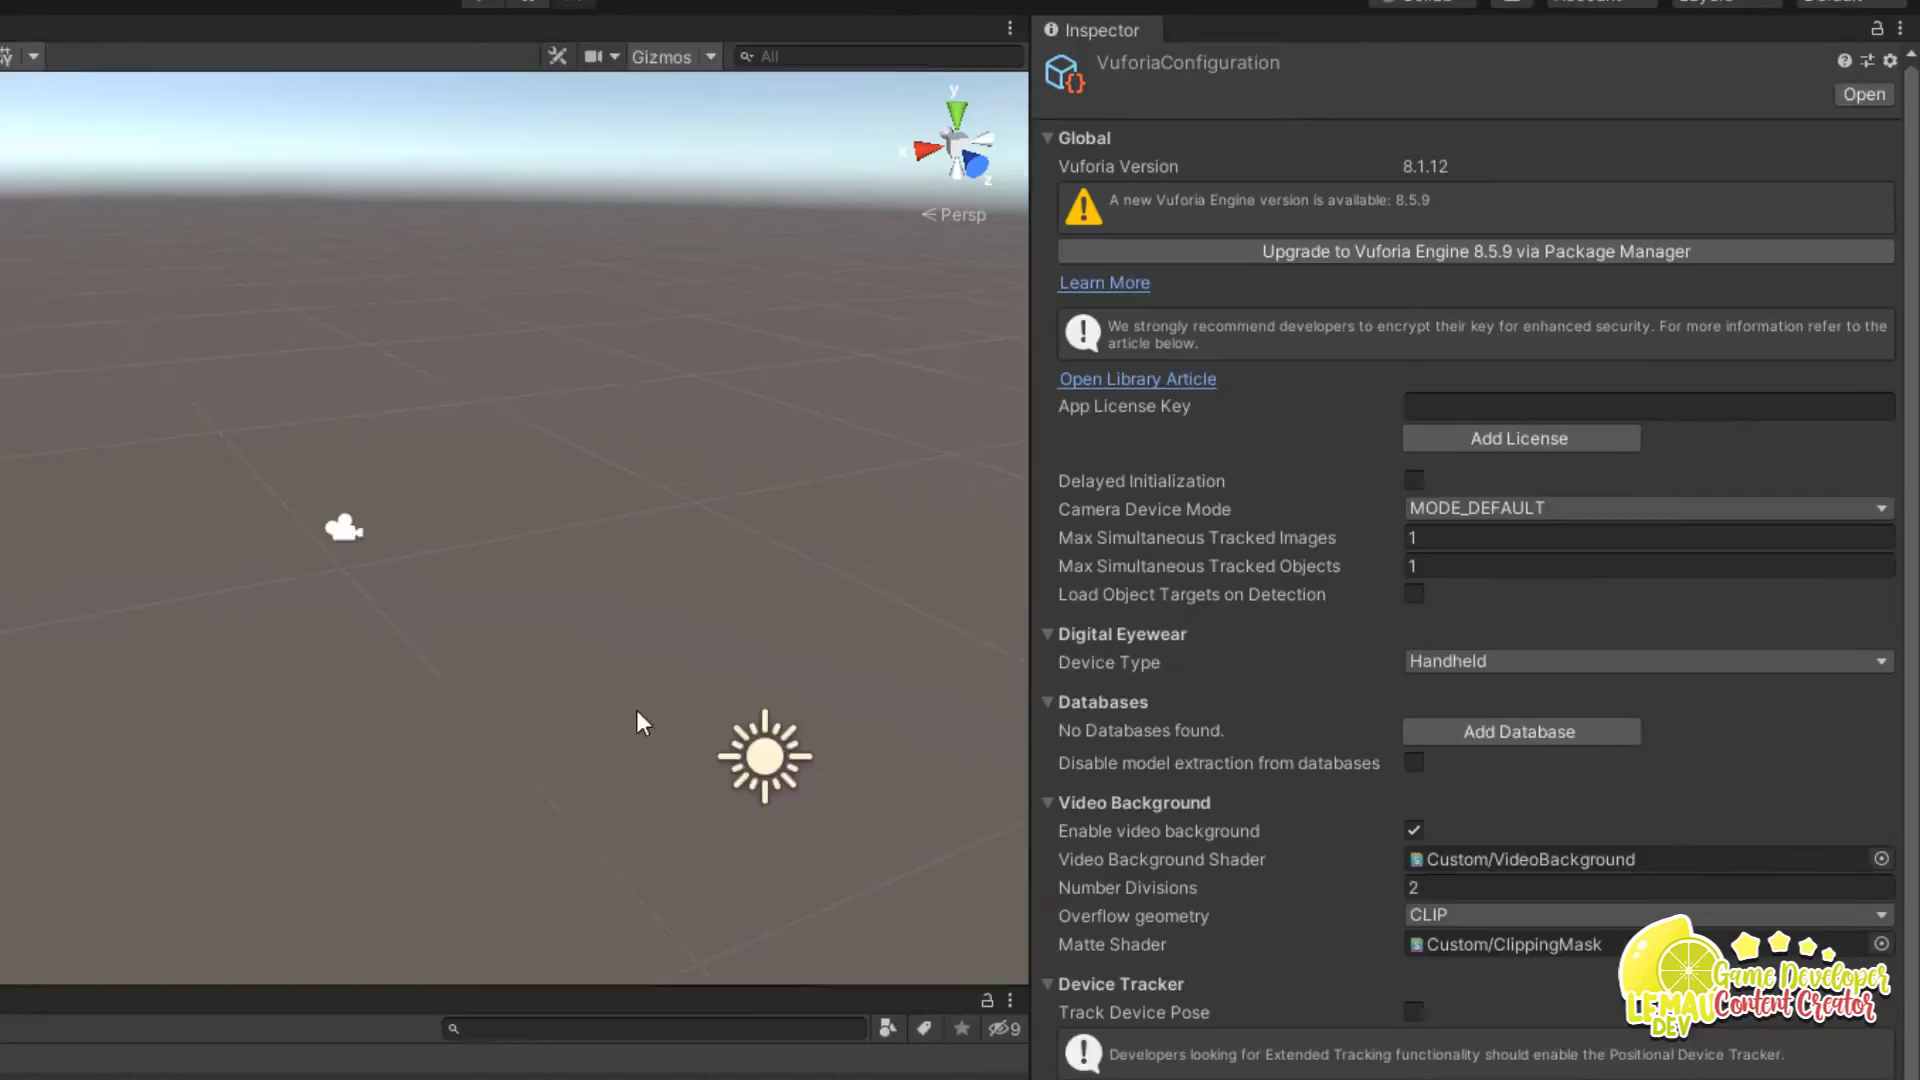 Gizmos
All
y
x
z
Persp
9
Inspector
VuforiaConfiguration
Open
Global
Vuforia Version 8.1.12
A new Vuforia Engine version is available: 8.5.9
Upgrade to Vuforia Engine 8.5.9 via Package Manager
Learn More
We strongly recommend developers to encrypt their key for enhanced security. For more information refer to the
article below.
Open Library Article
App License Key
Add License
Delayed Initialization
Camera Device Mode MODE_DEFAULT
Max Simultaneous Tracked Images 1
Max Simultaneous Tracked Objects 1
Load Object Targets on Detection
Digital Eyewear
Device Type Handheld
Databases
No Databases found. Add Database
Disable model extraction from databases
Video Background
Enable video background
Video Background Shader Custom/VideoBackground
Number Divisions 2
Overflow geometry CLIP
Matte Shader Custom/ClippingMask
Device Tracker
Track Device Pose
Developers looking for Extended Tracking functionality should enable the Positional Device Tracker.
LEMAU
DEV
Game Developer
Content Creator